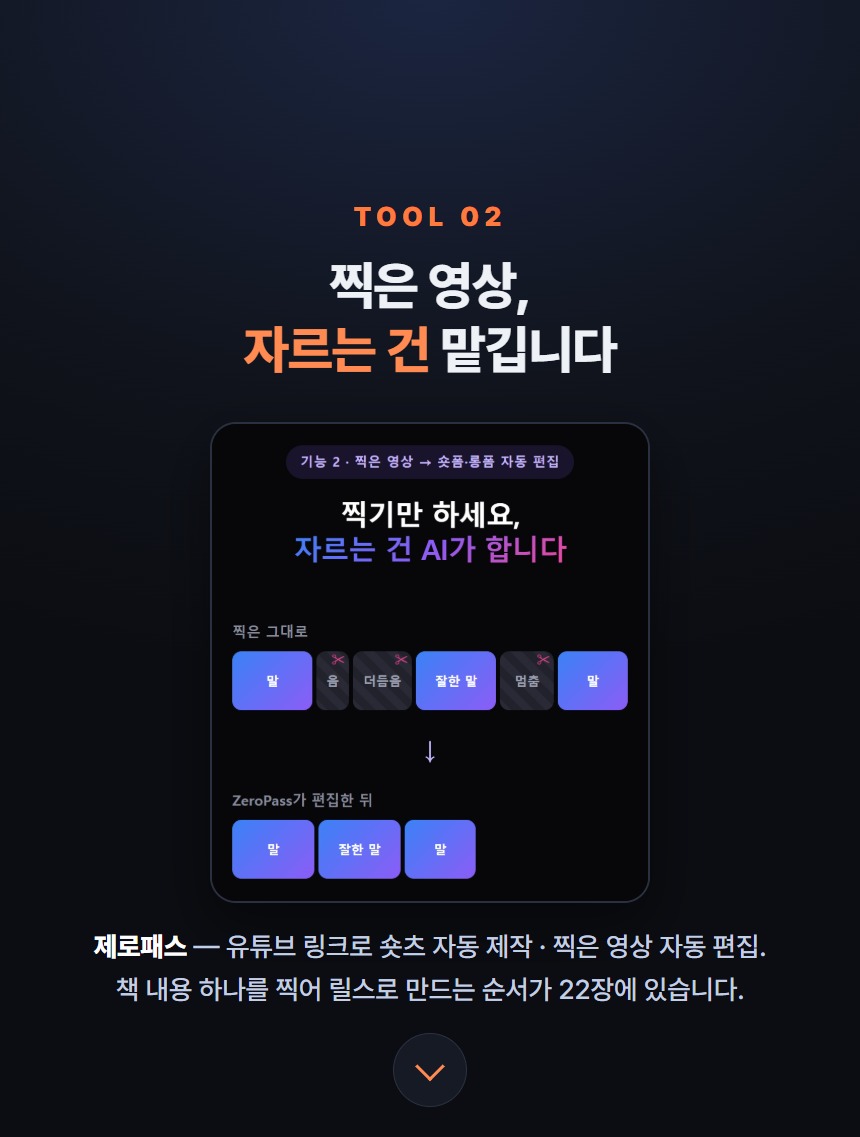 TOOL 02
찍은 영상,
자르는 건 맡깁니다
기능 2 · 찍은 영상 → 숏폼·롱폼 자동 편집
찍기만 하세요,
자르는 건 AI가 합니다
찍은 그대로
말 음 더듬음 잘한 말 멈춤 말
↓
ZeroPass가 편집한 뒤
말 잘한 말 말
제로패스 — 유튜브 링크로 숏츠 자동 제작 · 찍은 영상 자동 편집.
책 내용 하나를 찍어 릴스로 만드는 순서가 22장에 있습니다.